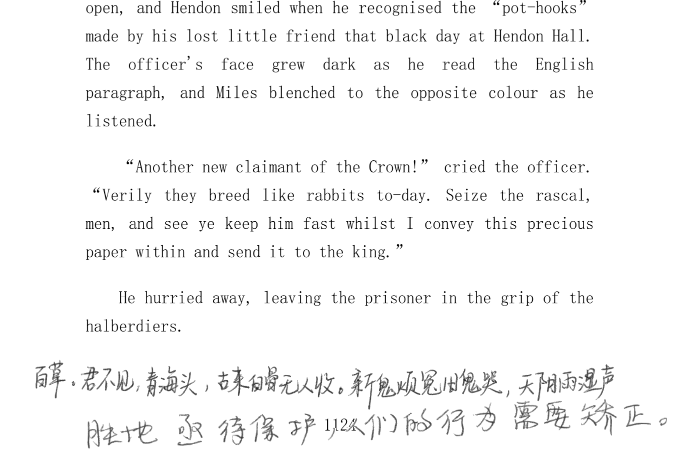 open, and Hendon smiled when he recognised the “pot-hooks”
made by his lost little friend that black day at Hendon Hall.
The officer's face grew dark as he read the English
paragraph, and Miles blenched to the opposite colour as he
listened.
“Another new claimant of the Crown!” cried the officer.
“Verily they breed like rabbits to-day. Seize the rascal,
men, and see ye keep him fast whilst I convey this precious
paper within and send it to the king.”
He hurried away, leaving the prisoner in the grip of the
halberdiers.
百草。君不见,青海头,古来白骨无人收。新鬼烦冤旧鬼哭,天阴雨湿声
胜地亟待保护,人们的行为需要矫正。
1124